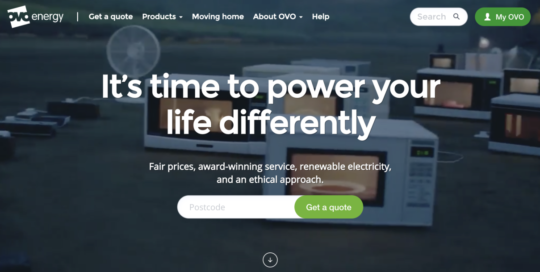 OVO energy
Get a quote Products Moving home About OVO Help
Search
My OVO
It's time to power your
life differently
Fair prices, award-winning service, renewable electricity,
and an ethical approach.
Postcode
Get a quote